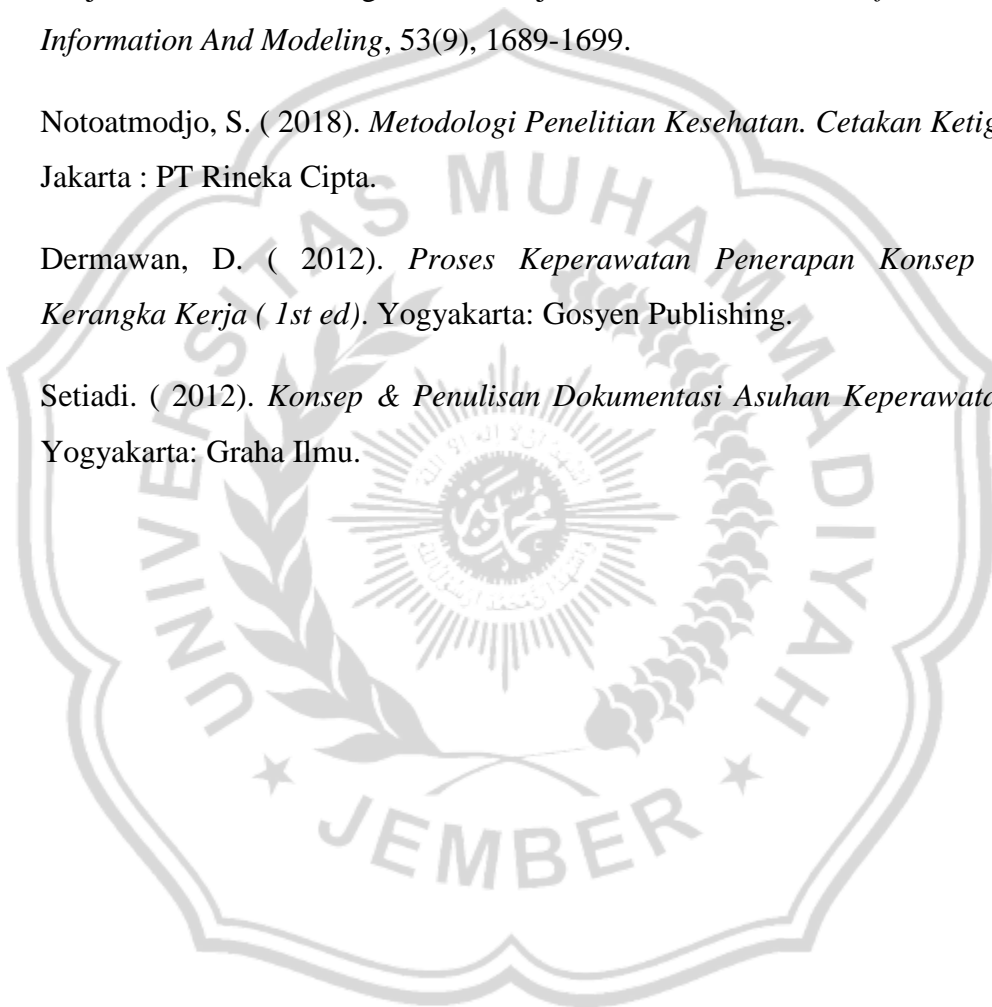 Information And Modeling, 53(9), 1689-1699.
Notoatmodjo, S. ( 2018). Metodologi Penelitian Kesehatan. Cetakan
Jakarta : PT Rineka Cipta.
Dermawan, D. ( 2012). Proses Keperawatan Penerapan Konsep
Kerangka Kerja ( 1st ed). Yogyakarta: Gosyen Publishing.
Setiadi. ( 2012). Konsep & Penulisan Dokumentasi Asuhan
Yogyakarta: Graha Ilmu.
UNIVERSITAS MUHAMMADIYAH
JEMBER